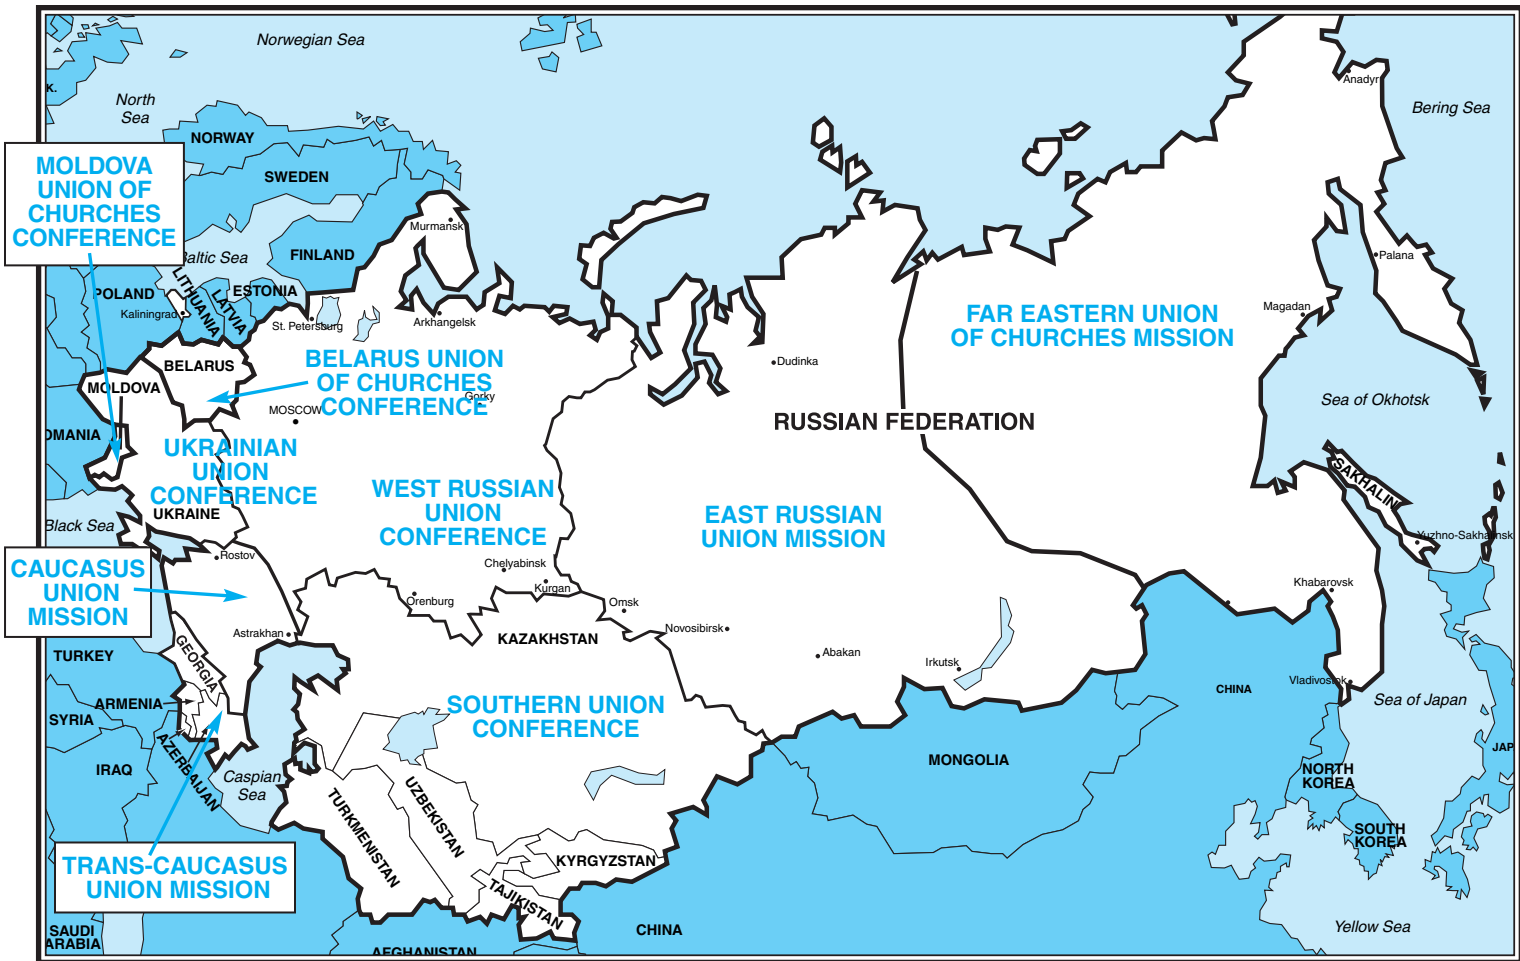 Norwegian Sea
K.
North
Sea
Anadyr
Bering Sea
NORWAY
MOLDOVA
UNION OF
CHURCHES
CONFERENCE
SWEDEN
Murmansk
Baltic Sea
FINLAND
Palana
POLAND
LITHUANIA
LATVIA
ESTONIA
Kaliningrad
St. Petersburg
Arkhangelsk
Magadan
FAR EASTERN UNION
OF CHURCHES MISSION
BELARUS
BELARUS UNION
OF CHURCHES
CONFERENCE
Dudinka
MOLDOVA
Gorky
MOSCOW
Sea of Okhotsk
RUSSIAN FEDERATION
OMANIA
UKRAINIAN
UNION
CONFERENCE
WEST RUSSIAN
UNION
CONFERENCE
SAKHALIN
UKRAINE
EAST RUSSIAN
UNION MISSION
Black Sea
Yuzhno-Sakhalinsk
Rostov
CAUCASUS
UNION
MISSION
Chelyabinsk
Kurgan
Orenburg
Omsk
Khabarovsk
Astrakhan
KAZAKHSTAN
Novosibirsk
Abakan
Irkutsk
TURKEY
GEORGIA
Vladivostok
CHINA
ARMENIA
SOUTHERN UNION
CONFERENCE
Sea of Japan
SYRIA
AZERBAIJAN
IRAQ
Caspian
Sea
MONGOLIA
JAP
NORTH
KOREA
TURKMENISTAN
UZBEKISTAN
SOUTH
KOREA
KYRGYZSTAN
TRANS-CAUCASUS
UNION MISSION
TAJIKISTAN
SAUDI
ARABIA
CHINA
Yellow Sea
AFGHANISTAN